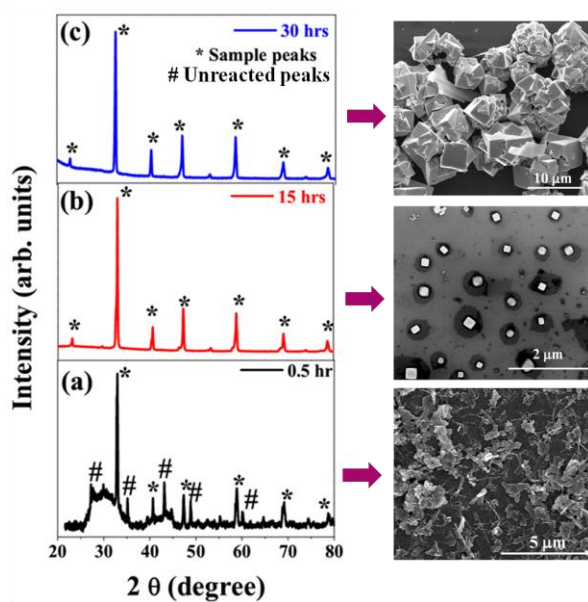 (c)
30 hrs
*
* Sample peaks
# Unreacted peaks
* * * * * *
10 μm
(b)
15 hrs
*
* * * * * *
2 μm
(a)
0.5 hr
*
# # # # #
* * * * *
5 μm
20 30 40 50 60 70 80
2 θ (degree)
Intensity (arb. units)